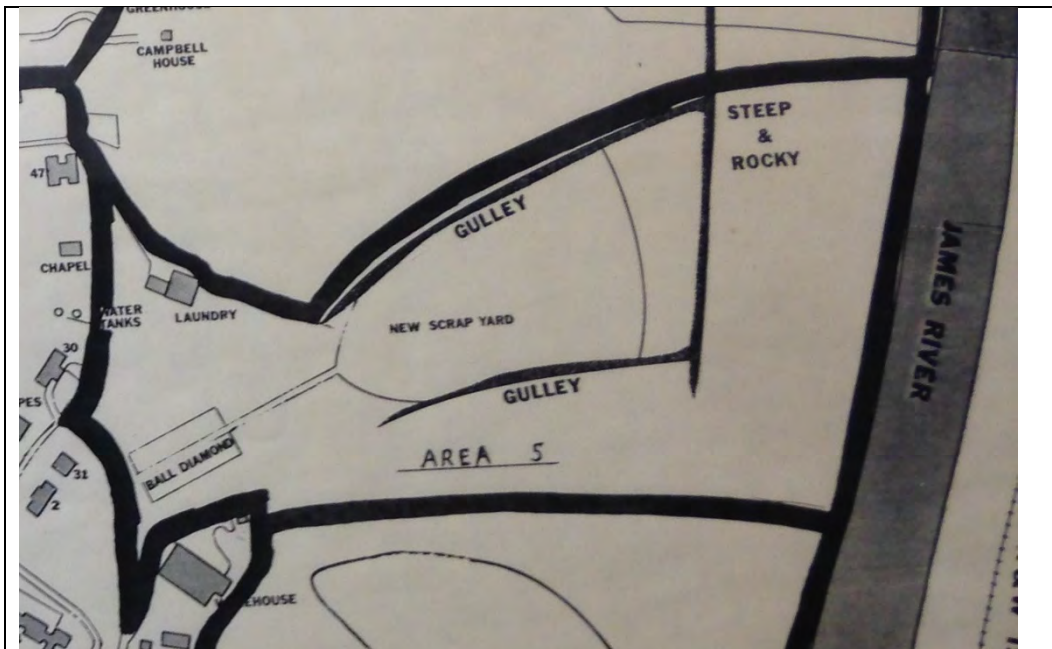 GREENHOUSE
CAMPBELL
HOUSE
STEEP
&
ROCKY
47
GULLEY
CHAPEL
WATER
TANKS
LAUNDRY
NEW SCRAP YARD
JAMES RIVER
30
GULLEY
BALL DIAMOND
AREA 5
31
2